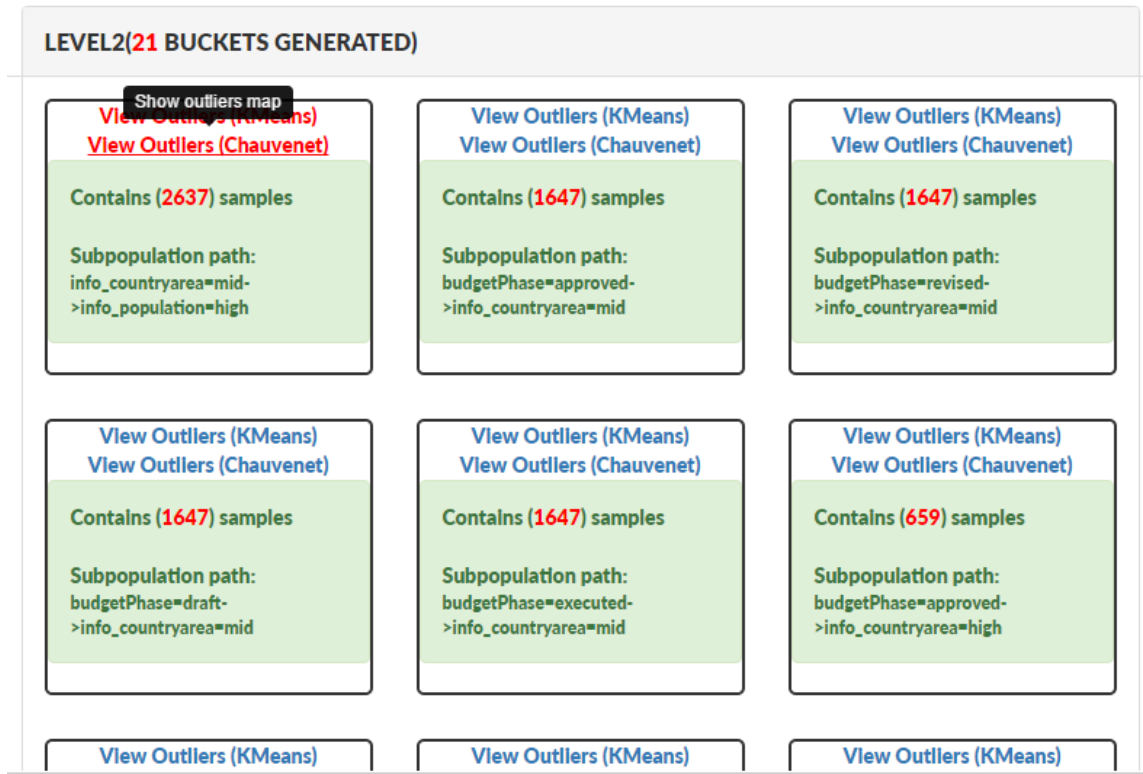 LEVEL2(21 BUCKETS GENERATED)
Show outliers map
View Outliers (KMeans)
View Outliers (Chauvenet)
Contains (2637) samples
Subpopulation path:
info_countryarea=mid-
>info_population=high
View Outliers (KMeans)
View Outliers (Chauvenet)
Contains (1647) samples
Subpopulation path:
budgetPhase=approved-
>info_countryarea=mid
View Outliers (KMeans)
View Outliers (Chauvenet)
Contains (1647) samples
Subpopulation path:
budgetPhase=revised-
>info_countryarea=mid
View Outliers (KMeans)
View Outliers (Chauvenet)
Contains (1647) samples
Subpopulation path:
budgetPhase=draft-
>info_countryarea=mid
View Outliers (KMeans)
View Outliers (Chauvenet)
Contains (1647) samples
Subpopulation path:
budgetPhase=executed-
>info_countryarea=mid
View Outliers (KMeans)
View Outliers (Chauvenet)
Contains (659) samples
Subpopulation path:
budgetPhase=approved-
>info_countryarea=high
View Outliers (KMeans)
View Outliers (KMeans)
View Outliers (KMeans)